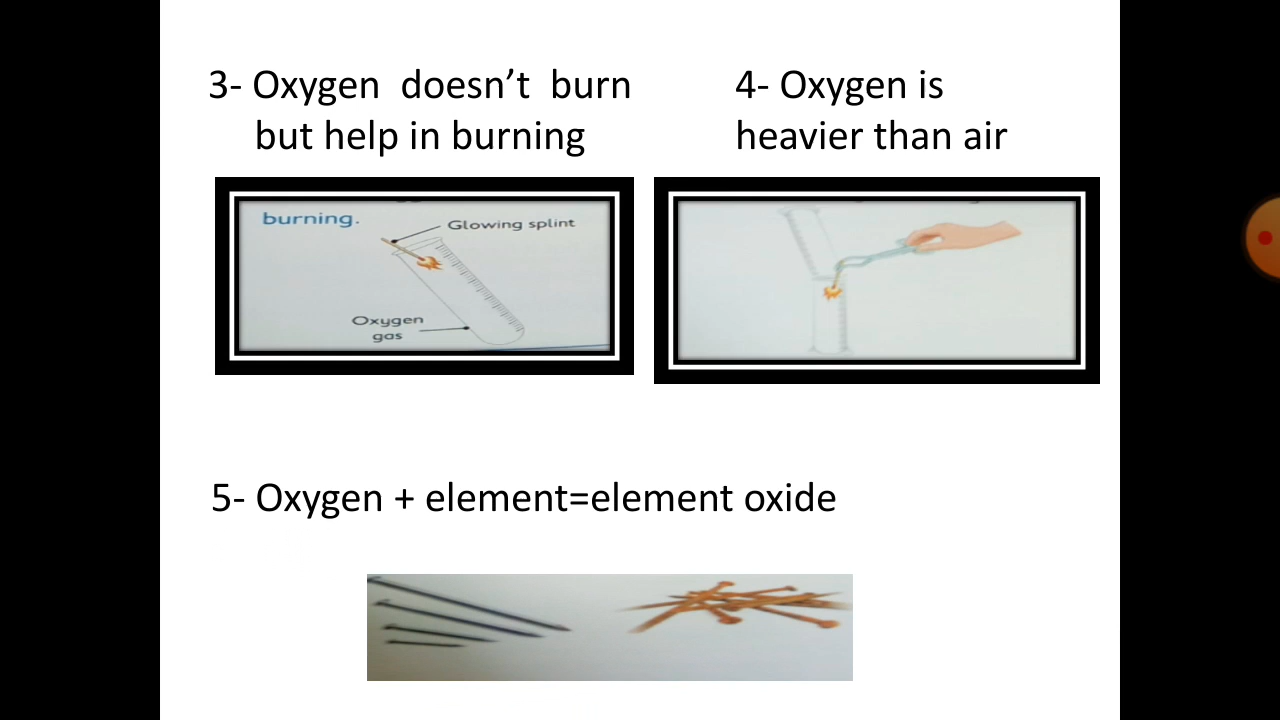 3- Oxygen doesn’t burn
but help in burning
4- Oxygen is
heavier than air
burning.
Glowing splint
Oxygen
gas
5- Oxygen + element=element oxide